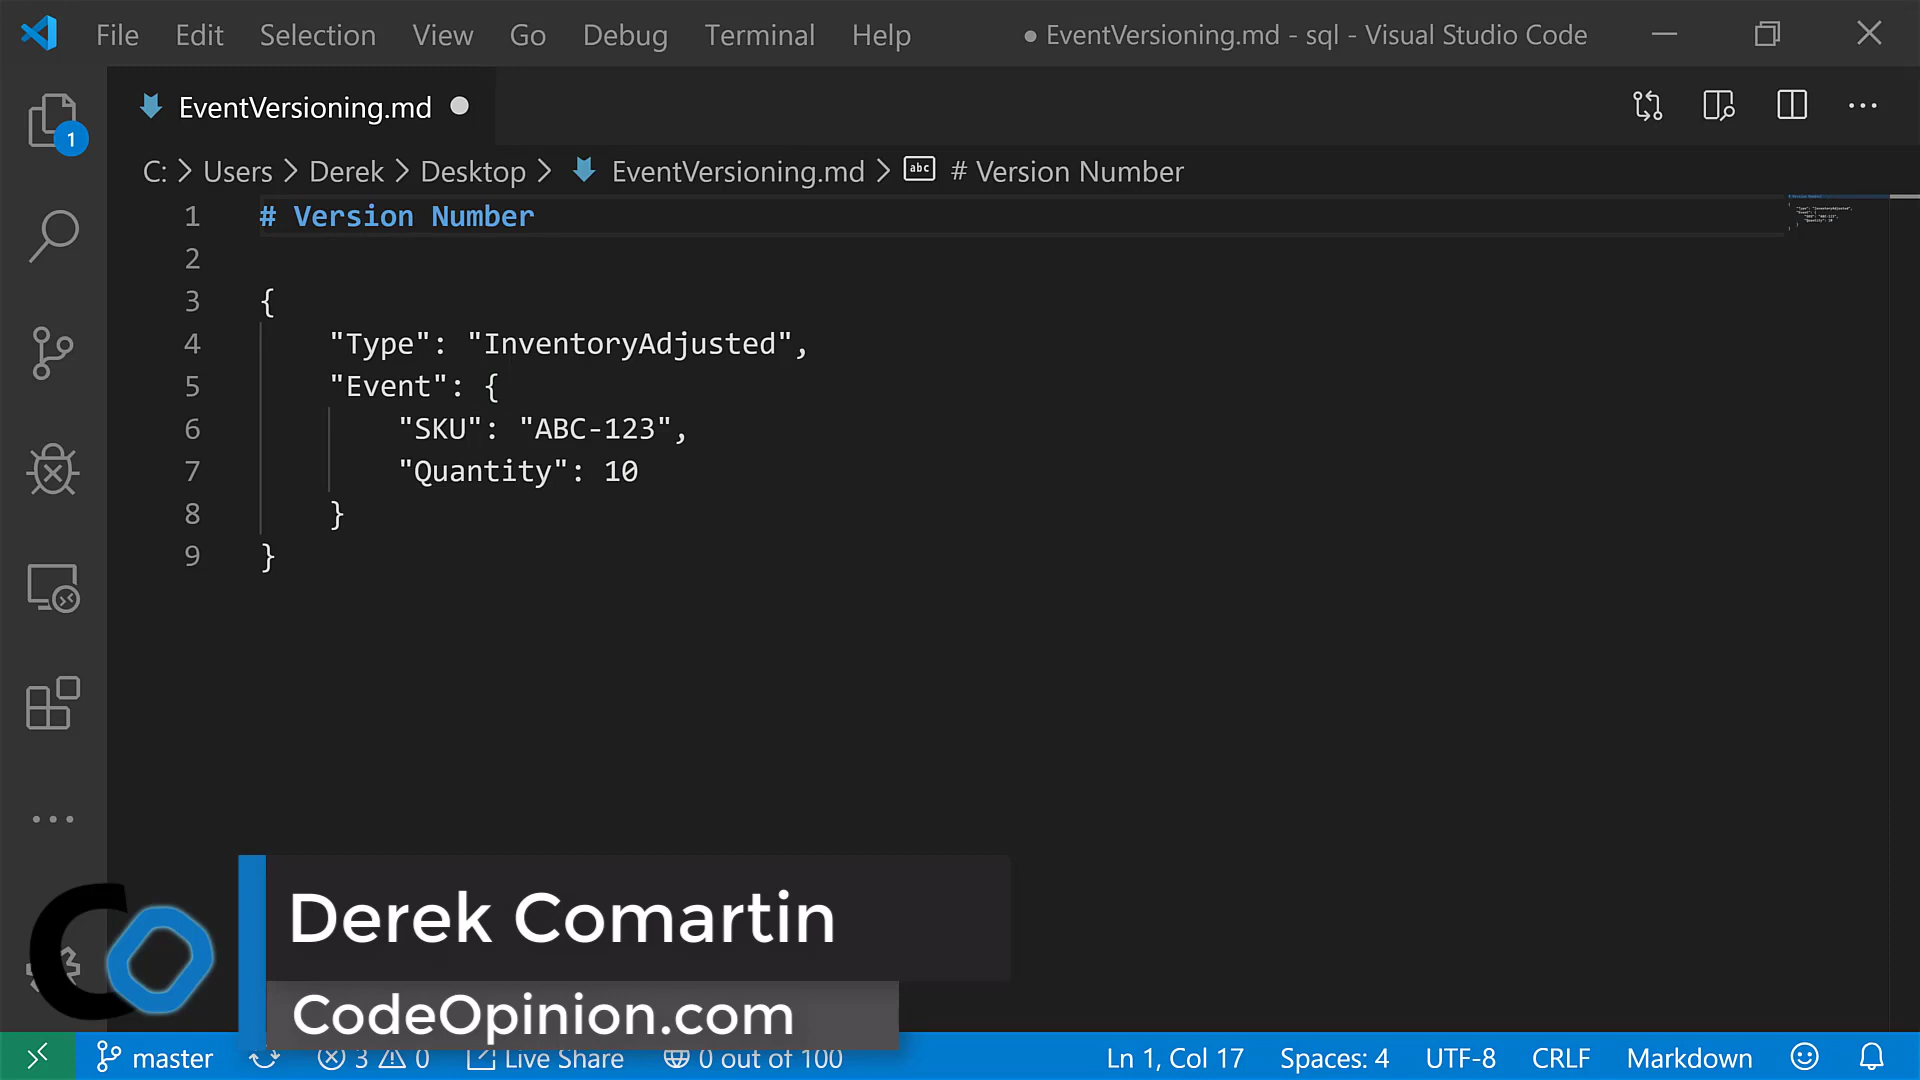 File Edit Selection View Go Debug Terminal Help ● EventVersioning.md - sql - Visual Studio Code
EventVersioning.md
1
C: > Users > Derek > Desktop > EventVersioning.md > abc # Version Number
1 # Version Number
2
3 {
4 "Type": "InventoryAdjusted",
5 "Event": {
6 "SKU": "ABC-123",
7 "Quantity": 10
8 }
9 }
Derek Comartin
CO
CodeOpinion.com
master 3 0 Live Share 0 out of 100 Ln 1, Col 17 Spaces: 4 UTF-8 CRLF Markdown